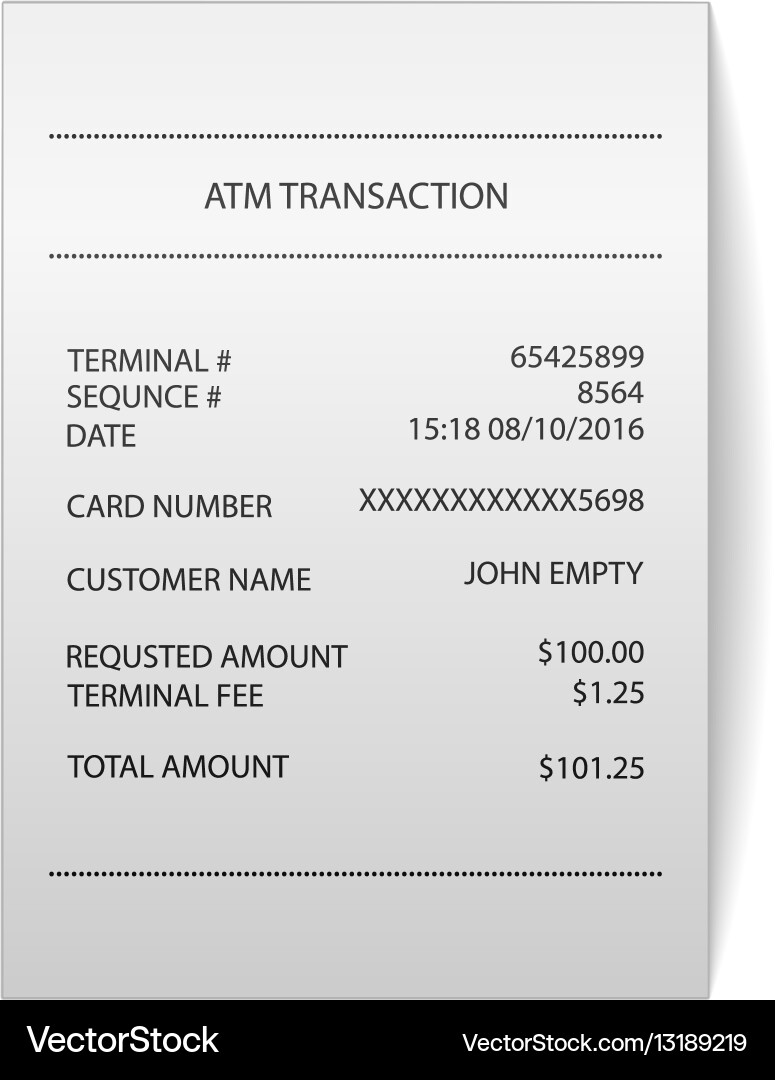 ATM TRANSACTION
TERMINAL # 65425899
SEQUNCE # 8564
DATE 15:18 08/10/2016
CARD NUMBER XXXXXXXXXXXX5698
CUSTOMER NAME JOHN EMPTY
REQUSTED AMOUNT $100.00
TERMINAL FEE $1.25
TOTAL AMOUNT $101.25
VectorStock VectorStock.com/13189219